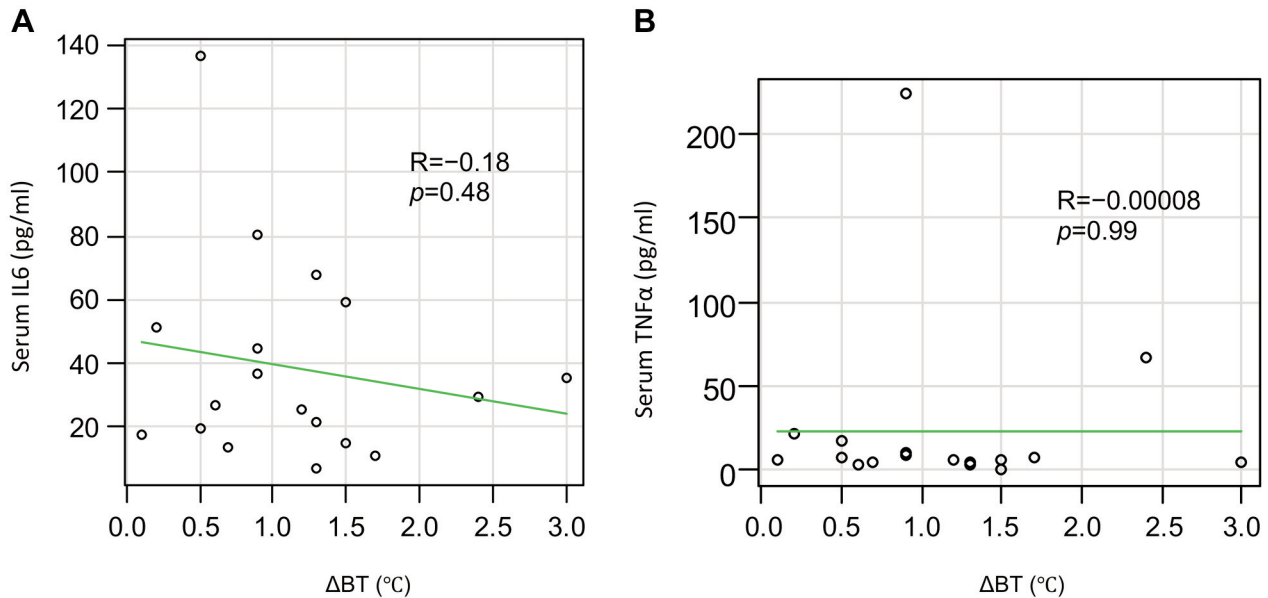 A
140
120
100
80
60
40
20
Serum IL6 (pg/ml)
R=−0.18
p=0.48
0.0 0.5 1.0 1.5 2.0 2.5 3.0
ΔBT (℃)
B
200
150
100
50
0
Serum TNFα (pg/ml)
R=−0.00008
p=0.99
0.0 0.5 1.0 1.5 2.0 2.5 3.0
ΔBT (℃)